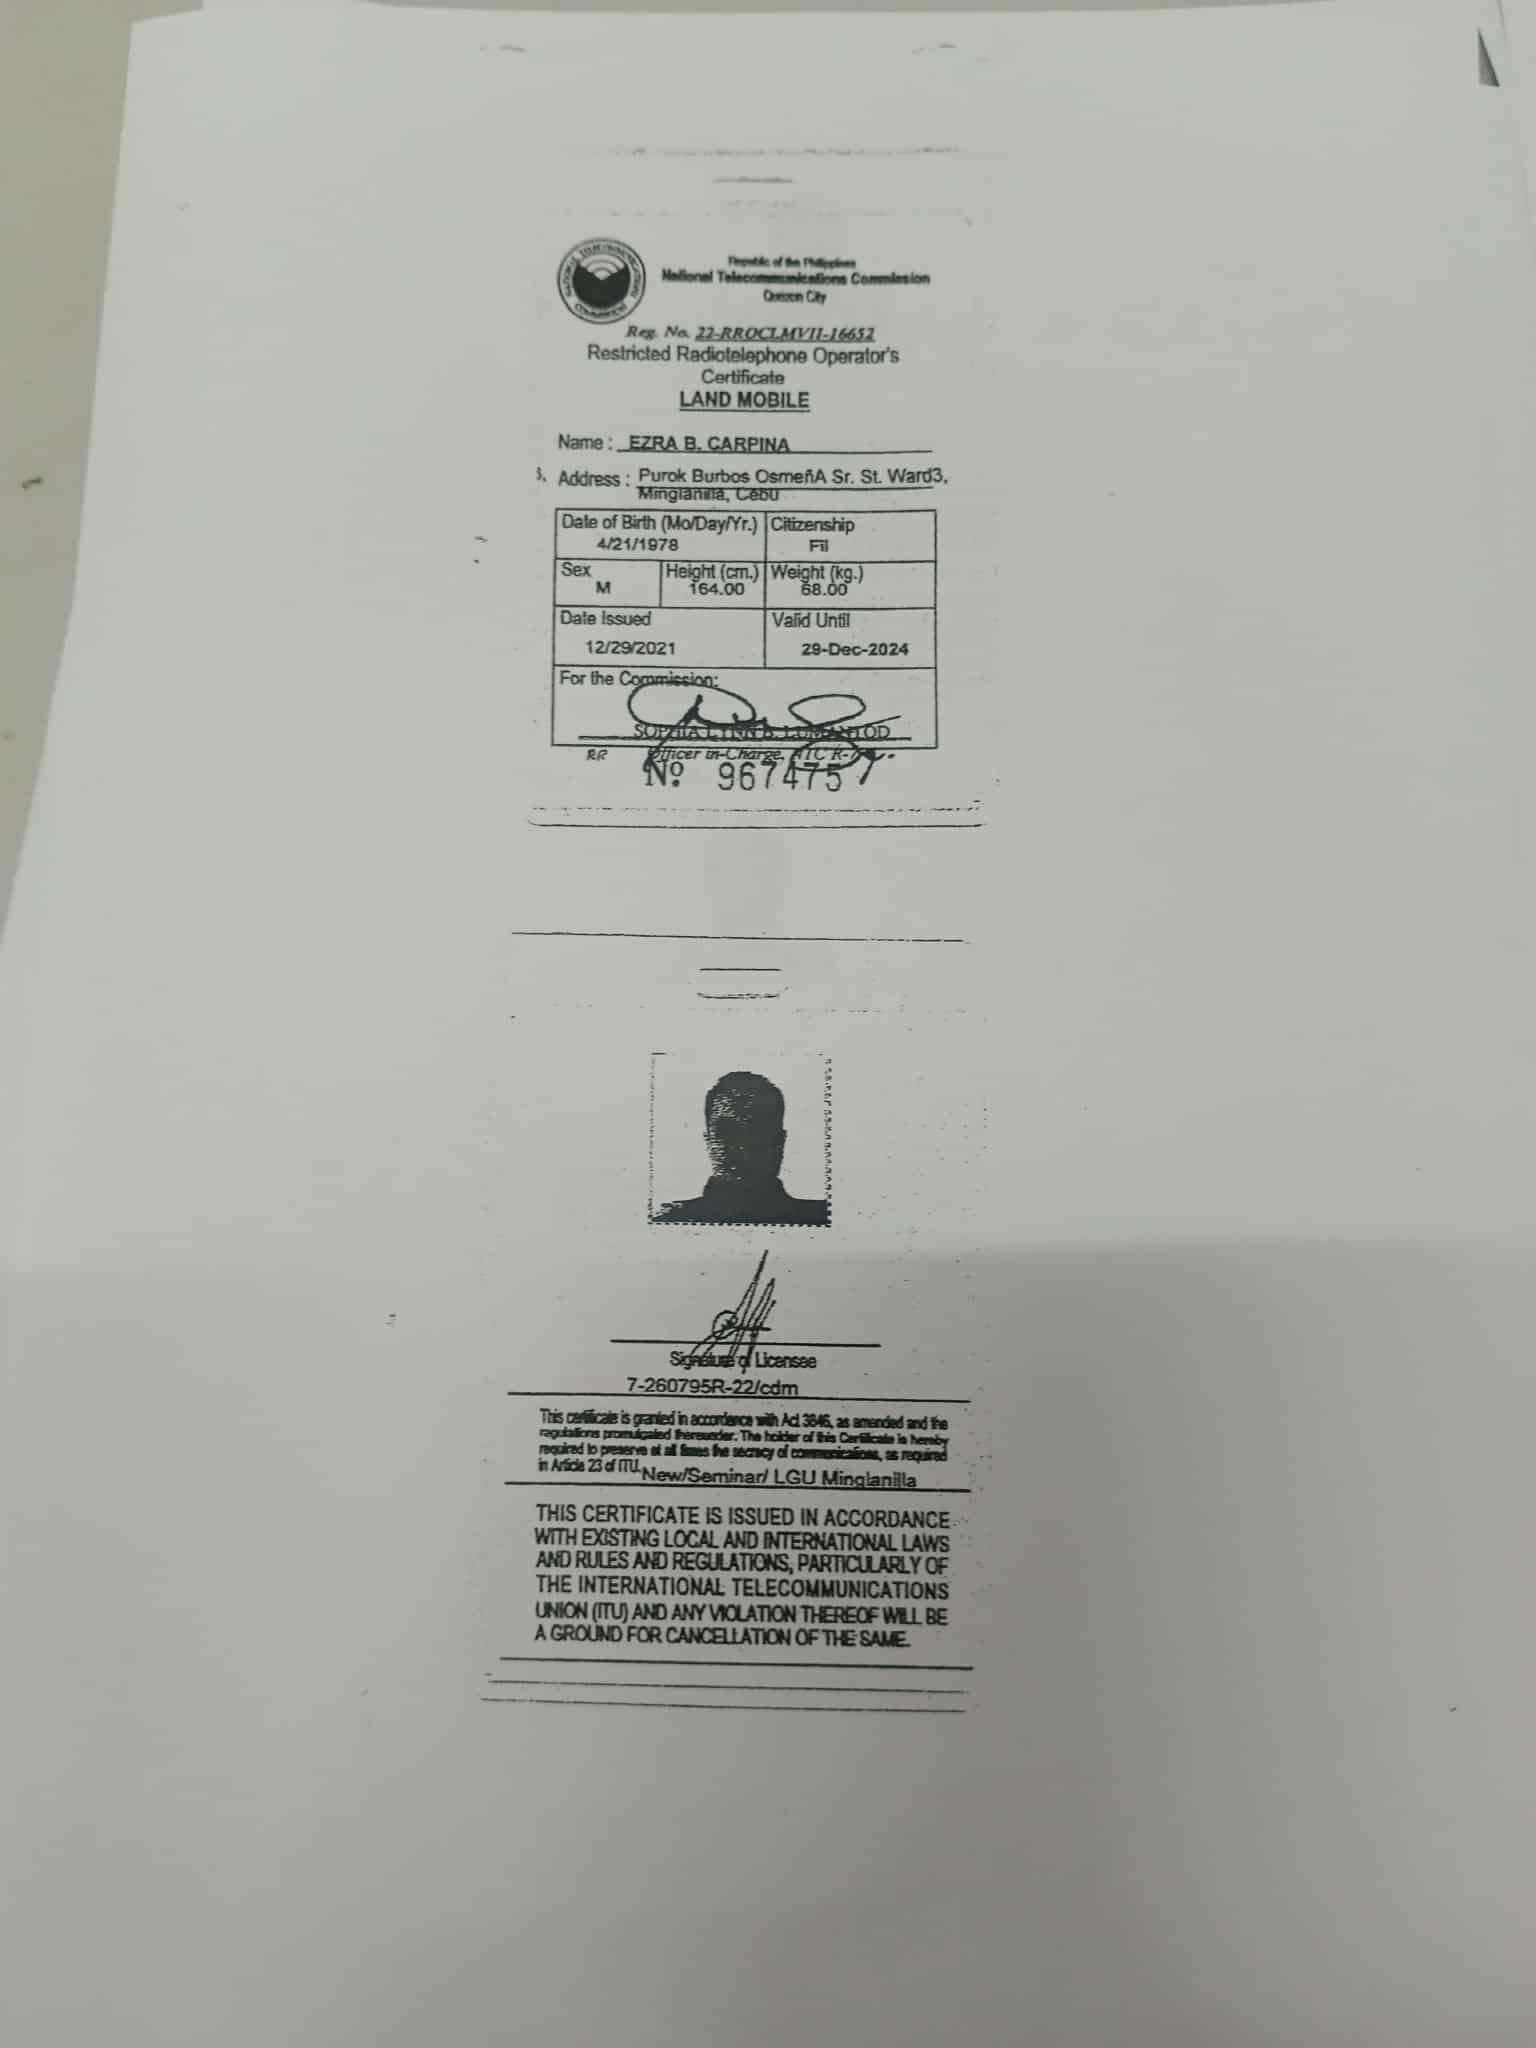 NATIONAL TELECOMMUNICATIONS COMMISSION
Republic of the Philippines
National Telecommunications Commission
Quezon City
Reg. No. 22-RROCLMVII-16652
Restricted Radiotelephone Operator's
Certificate
LAND MOBILE
Name : EZRA B. CARPINA
3, Address : Purok Burbos OsmeñA Sr. St. Ward3,
Minglanilla, Cebu
Date of Birth (Mo/Day/Yr.) Citizenship
4/21/1978 Fil
Sex Height (cm.) Weight (kg.)
M 164.00 68.00
Date Issued Valid Until
12/29/2021 29-Dec-2024
For the Commission:
SOPHIA LYNN B. LUMANTOD
RR Officer in-Charge,
Nº 967475
Signature of Licensee
7-260795R-22/cdm
This certificate is granted in accordance with Act 3846, as amended and the
regulations promulgated thereunder. The holder of this Certificate is hereby
required to preserve at all times the secrecy of communications, as required
in Article 23 of ITU. New/Seminar/ LGU Minglanilla
THIS CERTIFICATE IS ISSUED IN ACCORDANCE
WITH EXISTING LOCAL AND INTERNATIONAL LAWS
AND RULES AND REGULATIONS, PARTICULARLY OF
THE INTERNATIONAL TELECOMMUNICATIONS
UNION (ITU) AND ANY VIOLATION THEREOF WILL BE
A GROUND FOR CANCELLATION OF THE SAME.